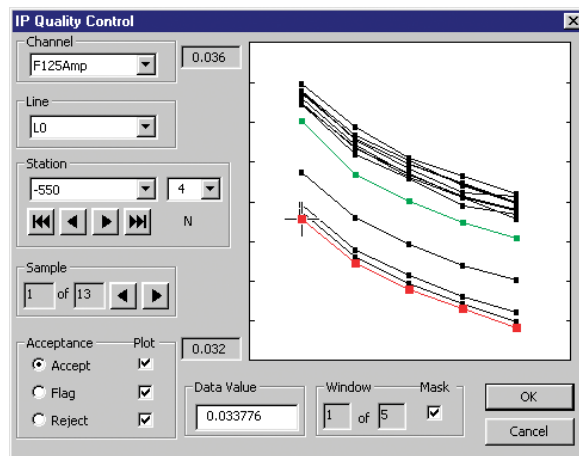 IP Quality Control
Channel
F125Amp
0.036
Line
L0
Station
-550
4
N
Sample
1 of 13
Acceptance Plot
Accept
Flag
Reject
0.032
Data Value
0.033776
Window Mask
1 of 5
OK
Cancel